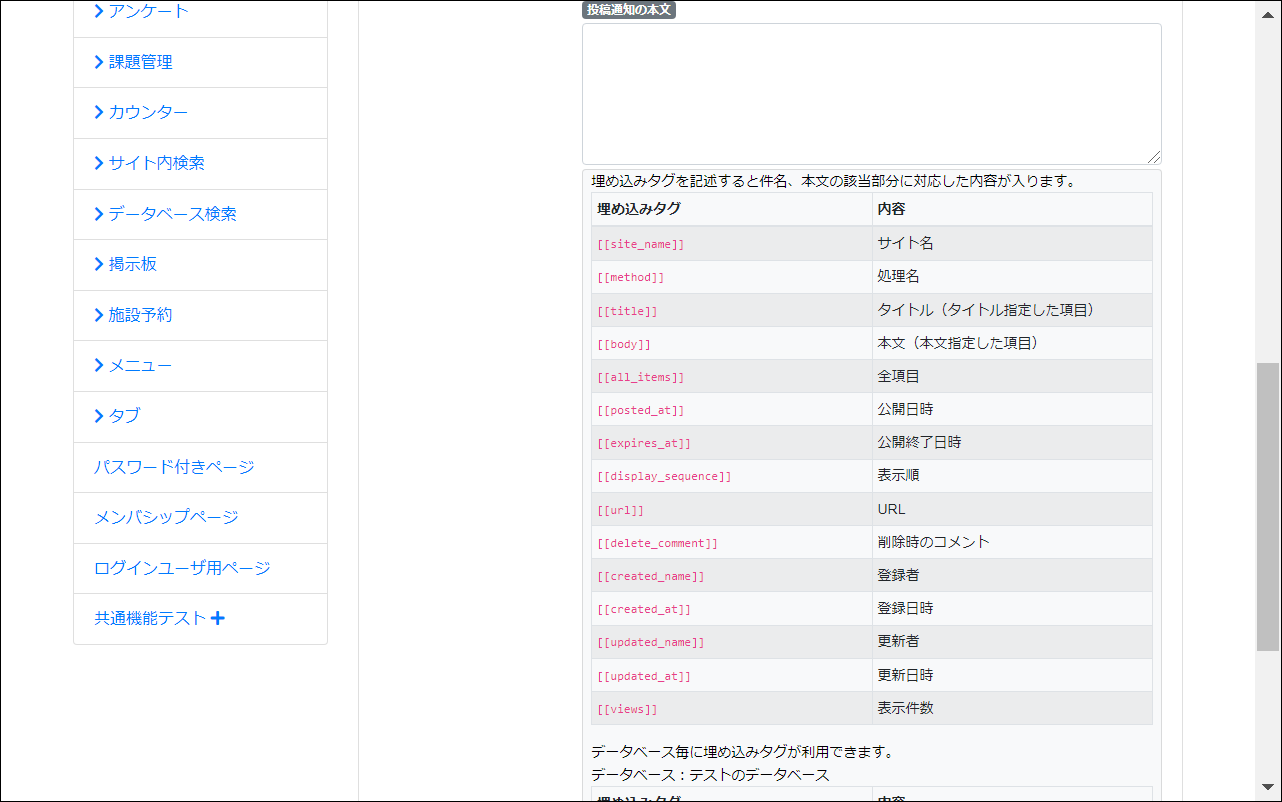 アンケート
課題管理
カウンター
サイト内検索
データベース検索
掲示板
施設予約
メニュー
タブ
パスワード付きページ
メンバシップページ
ログインユーザ用ページ
共通機能テスト
投稿通知の本文
埋め込みタグを記述すると件名、本文の該当部分に対応した内容が入ります。
埋め込みタグ 内容
[[site_name]] サイト名
[[method]] 処理名
[[title]] タイトル（タイトル指定した項目）
[[body]] 本文（本文指定した項目）
[[all_items]] 全項目
[[posted_at]] 公開日時
[[expires_at]] 公開終了日時
[[display_sequence]] 表示順
[[url]] URL
[[delete_comment]] 削除時のコメント
[[created_name]] 登録者
[[created_at]] 登録日時
[[updated_name]] 更新者
[[updated_at]] 更新日時
[[views]] 表示件数
データベース毎に埋め込みタグが利用できます。
データベース：テストのデータベース
埋め込みタグ 内容